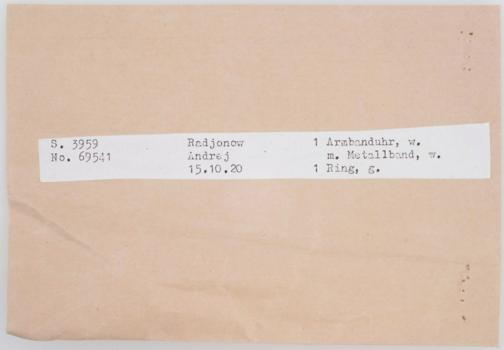 S. 3959 Radjonow 1 Armbanduhr, w.
No. 69541 Andrej m. Metallband, w.
15.10.20 1 Ring, g.